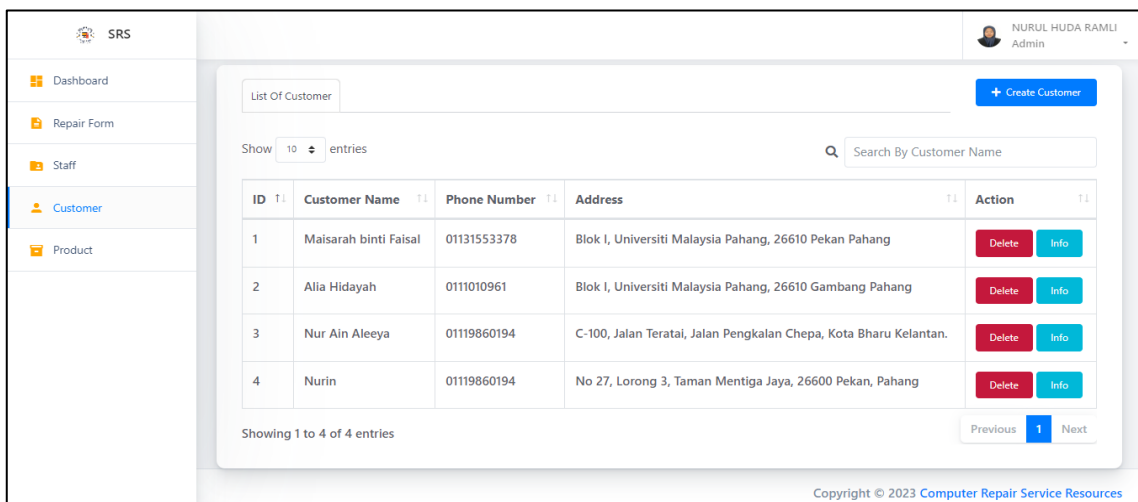 SRS
NURUL HUDA RAMLI
Admin
Dashboard
Repair Form
Staff
Customer
Product
List Of Customer
+ Create Customer
Show 10 entries
Search By Customer Name
ID Customer Name Phone Number Address Action
1 Maisarah binti Faisal 01131553378 Blok I, Universiti Malaysia Pahang, 26610 Pekan Pahang Delete Info
2 Alia Hidayah 0111010961 Blok I, Universiti Malaysia Pahang, 26610 Gambang Pahang Delete Info
3 Nur Ain Aleeya 01119860194 C-100, Jalan Teratai, Jalan Pengkalan Chepa, Kota Bharu Kelantan. Delete Info
4 Nurin 01119860194 No 27, Lorong 3, Taman Mentiga Jaya, 26600 Pekan, Pahang Delete Info
Showing 1 to 4 of 4 entries
Previous 1 Next
Copyright © 2023 Computer Repair Service Resources